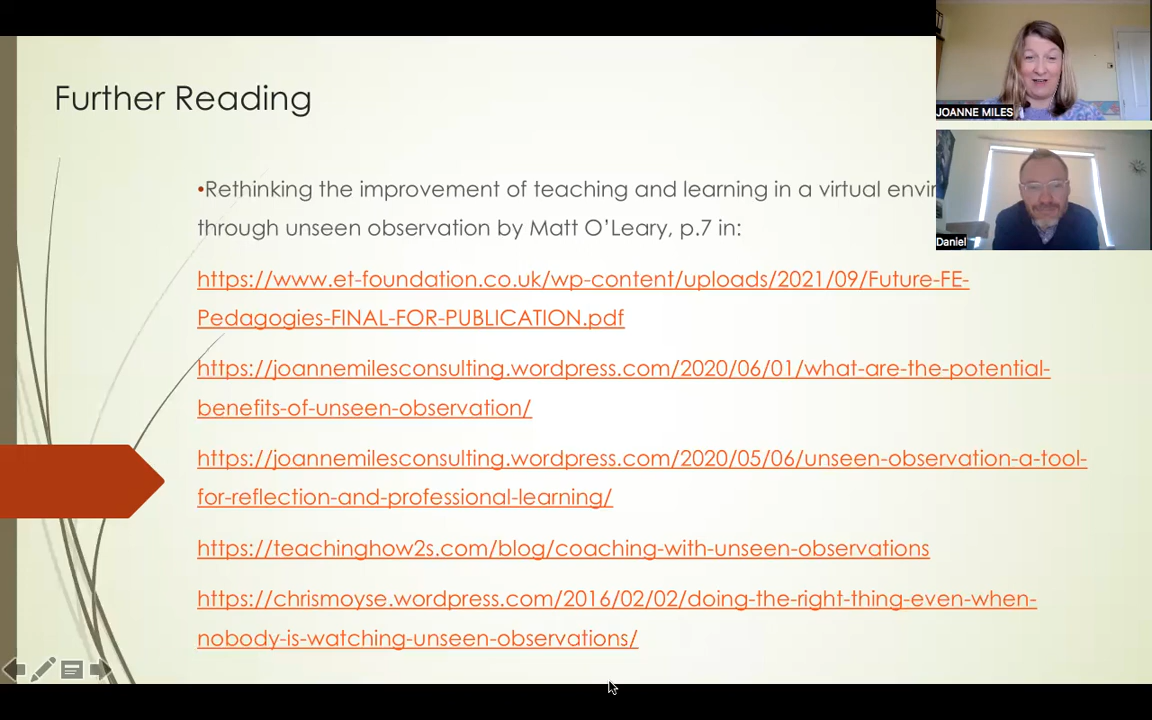 Further Reading
JOANNE MILES
•Rethinking the improvement of teaching and learning in a virtual
Daniel
through unseen observation by Matt O’Leary, p.7 in:
https://www.et-foundation.co.uk/wp-content/uploads/2021/09/Future-FE-
Pedagogies-FINAL-FOR-PUBLICATION.pdf
https://joannemilesconsulting.wordpress.com/2020/06/01/what-are-the-potential-
benefits-of-unseen-observation/
https://joannemilesconsulting.wordpress.com/2020/05/06/unseen-observation-a-tool-
for-reflection-and-professional-learning/
https://teachinghow2s.com/blog/coaching-with-unseen-observations
https://chrismoyse.wordpress.com/2016/02/02/doing-the-right-thing-even-when-
nobody-is-watching-unseen-observations/